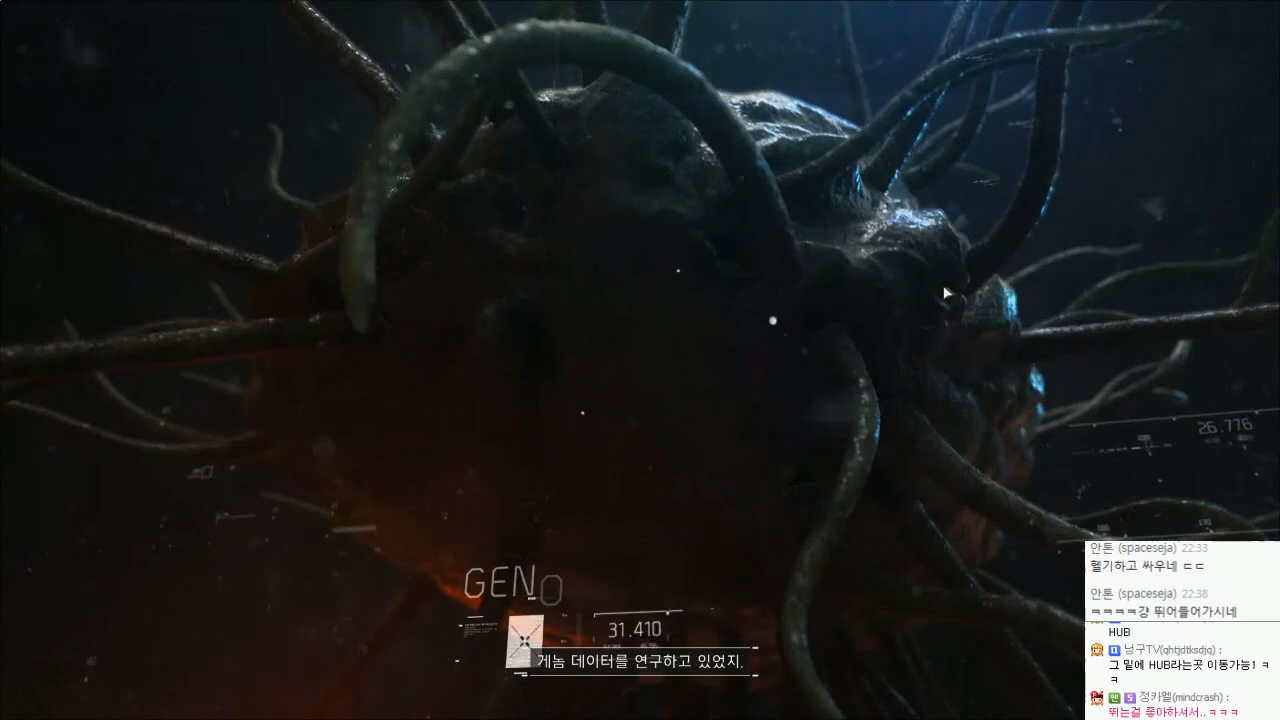 26.776
GENO
31.410
게놈 데이터를 연구하고 있었지.
안톤 (spaceseja) 22:33
헬기하고 싸우네 ㄷㄷ
안톤 (spaceseja) 22:38
ㅋㅋㅋㅋ걍 뛰어들어가시네
HUB
넝구TV(qhtjdtksdjq) :
그 밑에 HUB라는곳 이동가능1 ㅋ
ㅋ
팬 5 정카멜(mindcrash) :
뛰는걸 좋아하셔서.. ㅋㅋㅋ